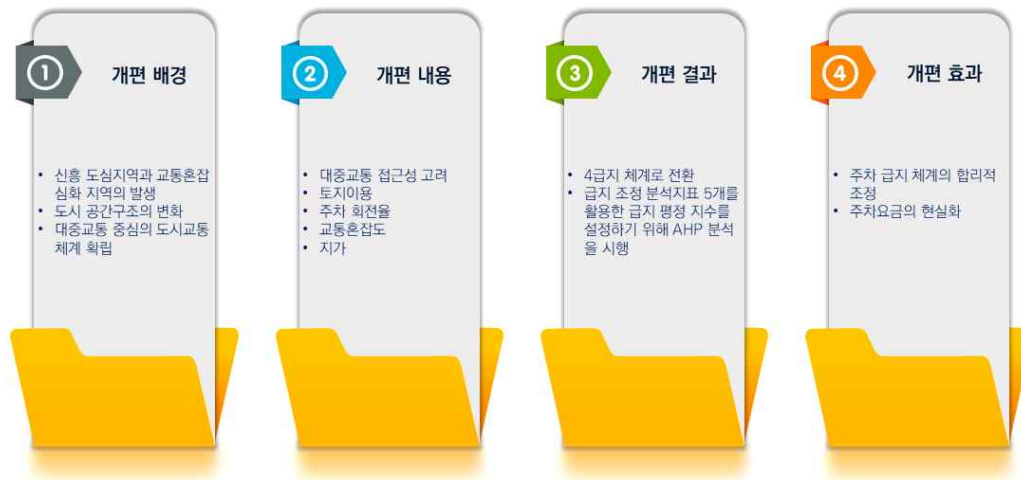 1
개편 배경
• 신흥 도심지역과 교통혼잡
심화 지역의 발생
• 도시 공간구조의 변화
• 대중교통 중심의 도시교통
체계 확립
2
개편 내용
• 대중교통 접근성 고려
• 토지이용
• 주차 회전율
• 교통혼잡도
• 지가
3
개편 결과
• 4급지 체계로 전환
• 급지 조정 분석지표 5개를
활용한 급지 평정 지수를
설정하기 위해 AHP 분석
을 시행
4
개편 효과
• 주차 급지 체계의 합리적
조정
• 주차요금의 현실화